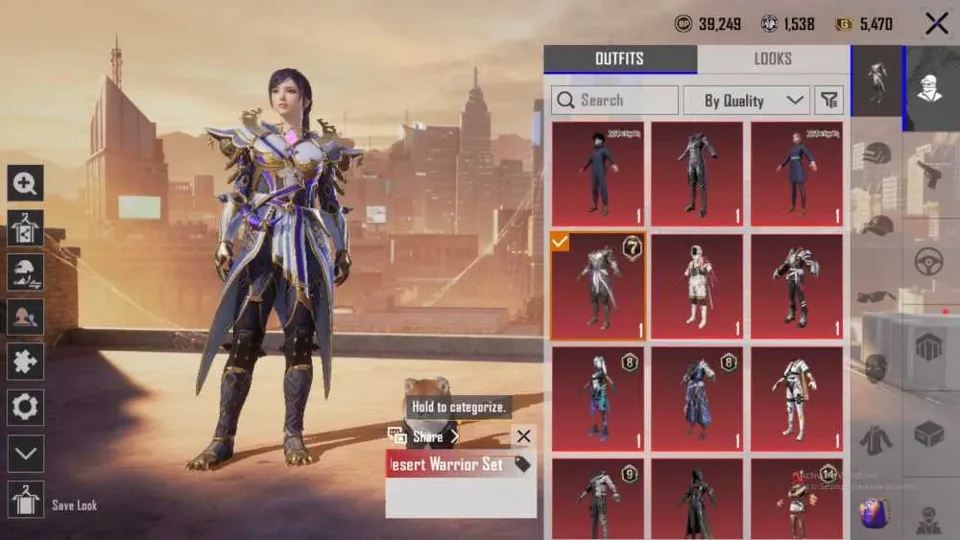 39,249 1,538 5,470
OUTFITS LOOKS
Search By Quality
1 1 1
7
1 1 1
8 8
1 1 1
9 14
Hold to categorize.
Share
esert Warrior Set
Save Look